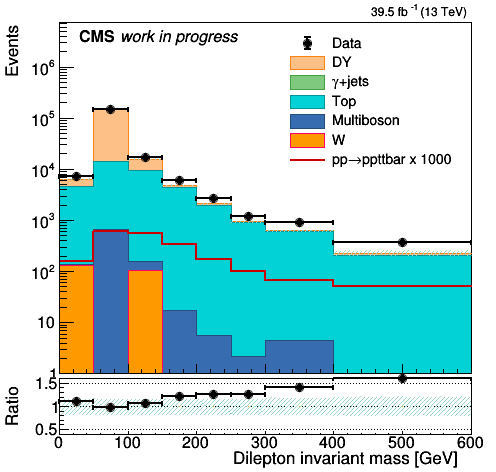 39.5 fb⁻¹ (13 TeV)
CMS work in progress
Events
Data
DY
γ+jets
Top
Multiboson
W
pp→ppttbar x 1000
10⁶
10⁵
10⁴
10³
10²
10
1
Ratio
1.5
1
0.5
0 100 200 300 400 500 600
Dilepton invariant mass [GeV]